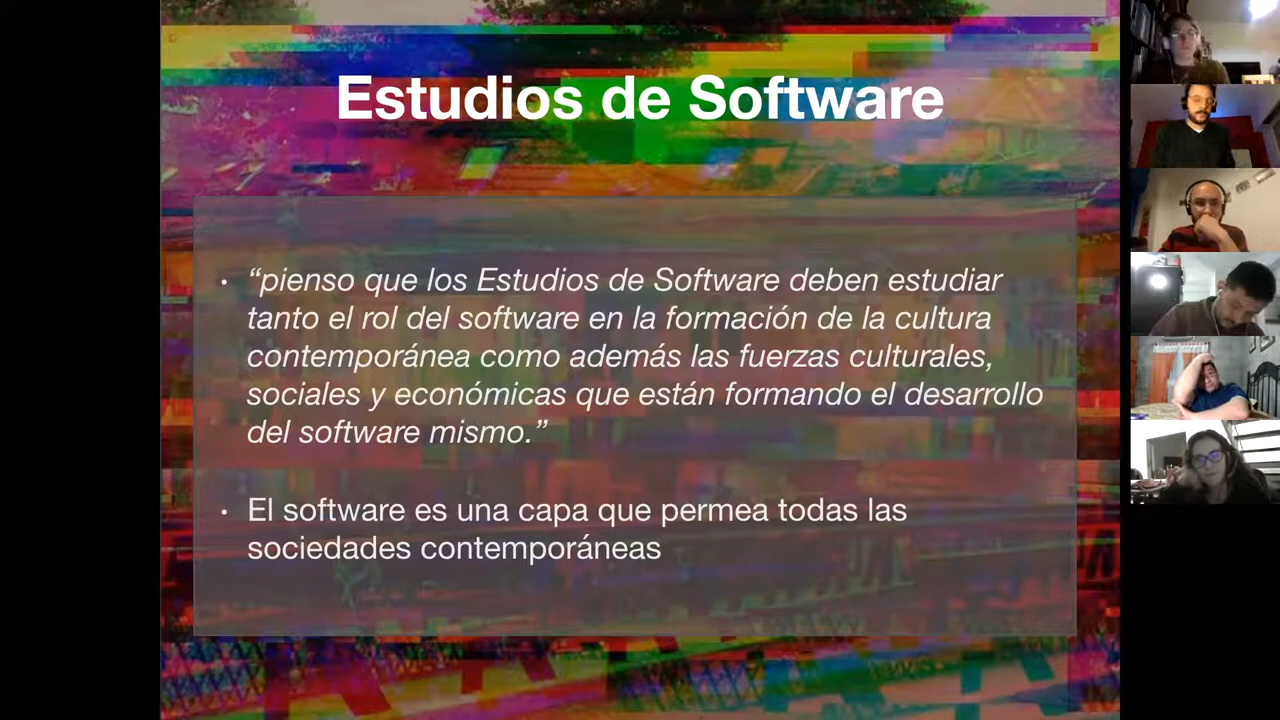 Estudios de Software
• “pienso que los Estudios de Software deben estudiar
tanto el rol del software en la formación de la cultura
contemporánea como además las fuerzas culturales,
sociales y económicas que están formando el desarrollo
del software mismo.”
• El software es una capa que permea todas las
sociedades contemporáneas